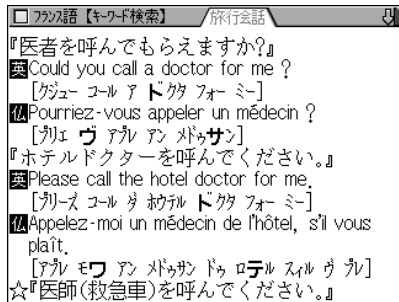 フランス語【キーワード検索】 旅行会話
『医者を呼んでもらえますか?』
英Could you call a doctor for me ?
[クジュー コール ア ドクタ フォー ミー]
仏Pourriez-vous appeler un médecin ?
[プリエ ヴ アプレ アン メドゥサン]
『ホテルドクターを呼んでください。』
英Please call the hotel doctor for me.
[プリーズ コール ダ ホウテル ドクタ フォー ミー]
仏Appelez-moi un médecin de l'hôtel, s'il vous
plaît.
[アプレ モワ アン メドゥサン ドゥ ロテル スィル ヴ プレ]
☆『医師(救急車)を呼んでください。』